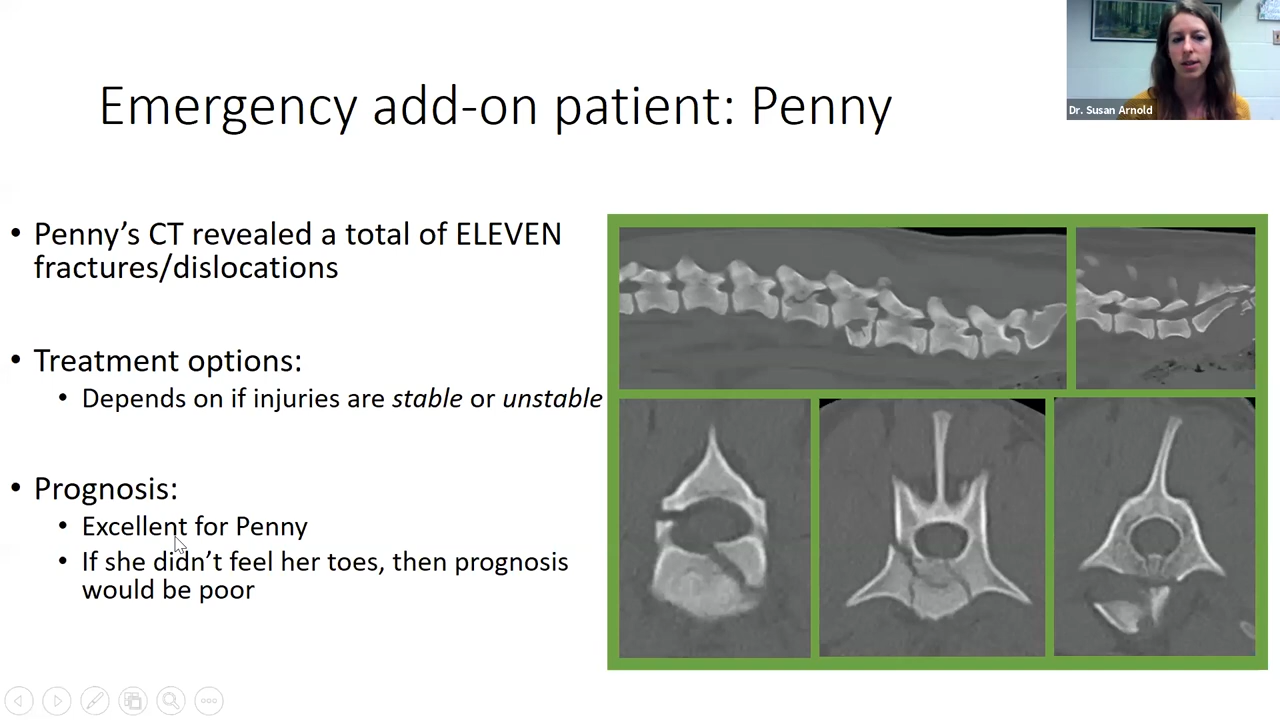 Emergency add-on patient: Penny
Dr. Susan Arnold
• Penny’s CT revealed a total of ELEVEN
fractures/dislocations
• Treatment options:
• Depends on if injuries are stable or unstable
• Prognosis:
• Excellent for Penny
• If she didn’t feel her toes, then prognosis
would be poor